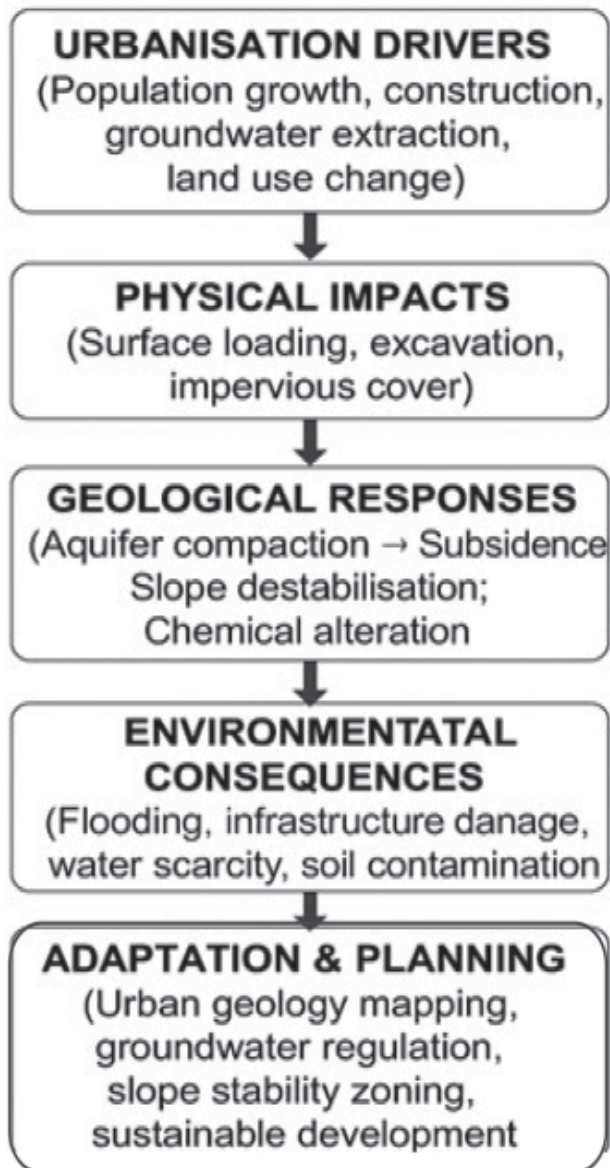 URBANISATION DRIVERS
(Population growth, construction,
groundwater extraction,
land use change)
PHYSICAL IMPACTS
(Surface loading, excavation,
impervious cover)
GEOLOGICAL RESPONSES
(Aquifer compaction → Subsidence
Slope destabilisation;
Chemical alteration
ENVIRONMENTATAL
CONSEQUENCES
(Flooding, infrastructure danage,
water scarcity, soil contamination
ADAPTATION & PLANNING
(Urban geology mapping,
groundwater regulation,
slope stability zoning,
sustainable development